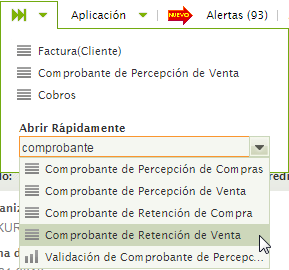 Aplicación NUEVO Alertas (93)
Factura(Cliente)
Comprobante de Percepción de Venta
Cobros
Abrir Rápidamente
comprobante
Comprobante de Percepción de Compras
Comprobante de Percepción de Venta
Comprobante de Retención de Compra
Comprobante de Retención de Venta
Validación de Comprobante de Percepc...